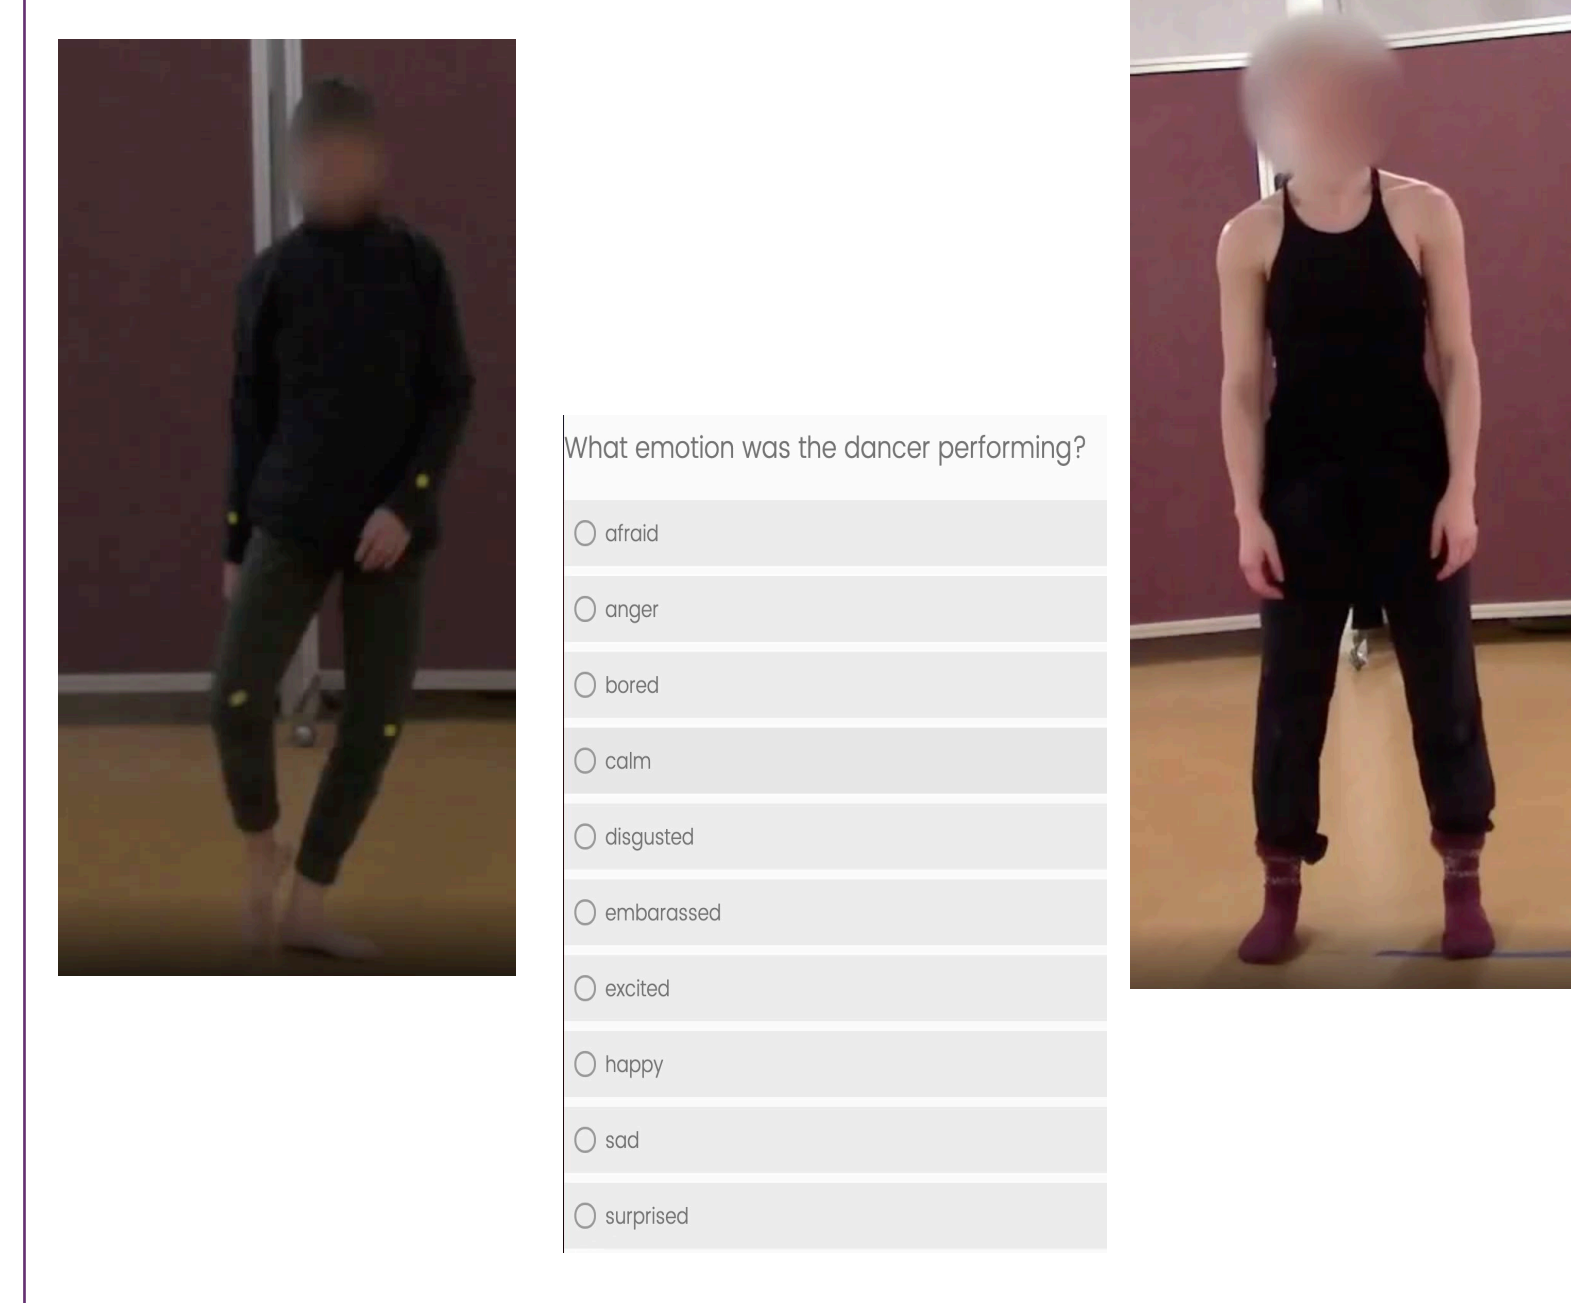 What emotion was the dancer performing?
afraid
anger
bored
calm
disgusted
embarassed
excited
happy
sad
surprised